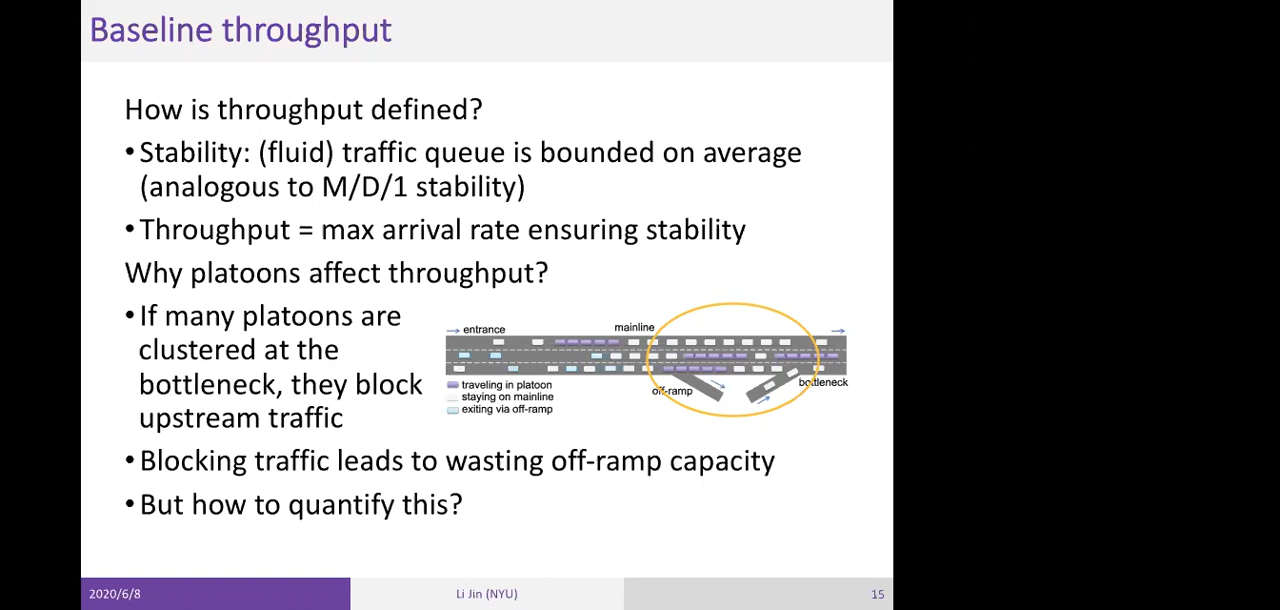 Baseline throughput
How is throughput defined?
•Stability: (fluid) traffic queue is bounded on average
(analogous to M/D/1 stability)
•Throughput = max arrival rate ensuring stability
Why platoons affect throughput?
•If many platoons are
clustered at the
bottleneck, they block
upstream traffic
entrance
mainline
traveling in platoon
staying on mainline
exiting via off-ramp
off-ramp
bottleneck
•Blocking traffic leads to wasting off-ramp capacity
•But how to quantify this?
2020/6/8
Li Jin (NYU)
15